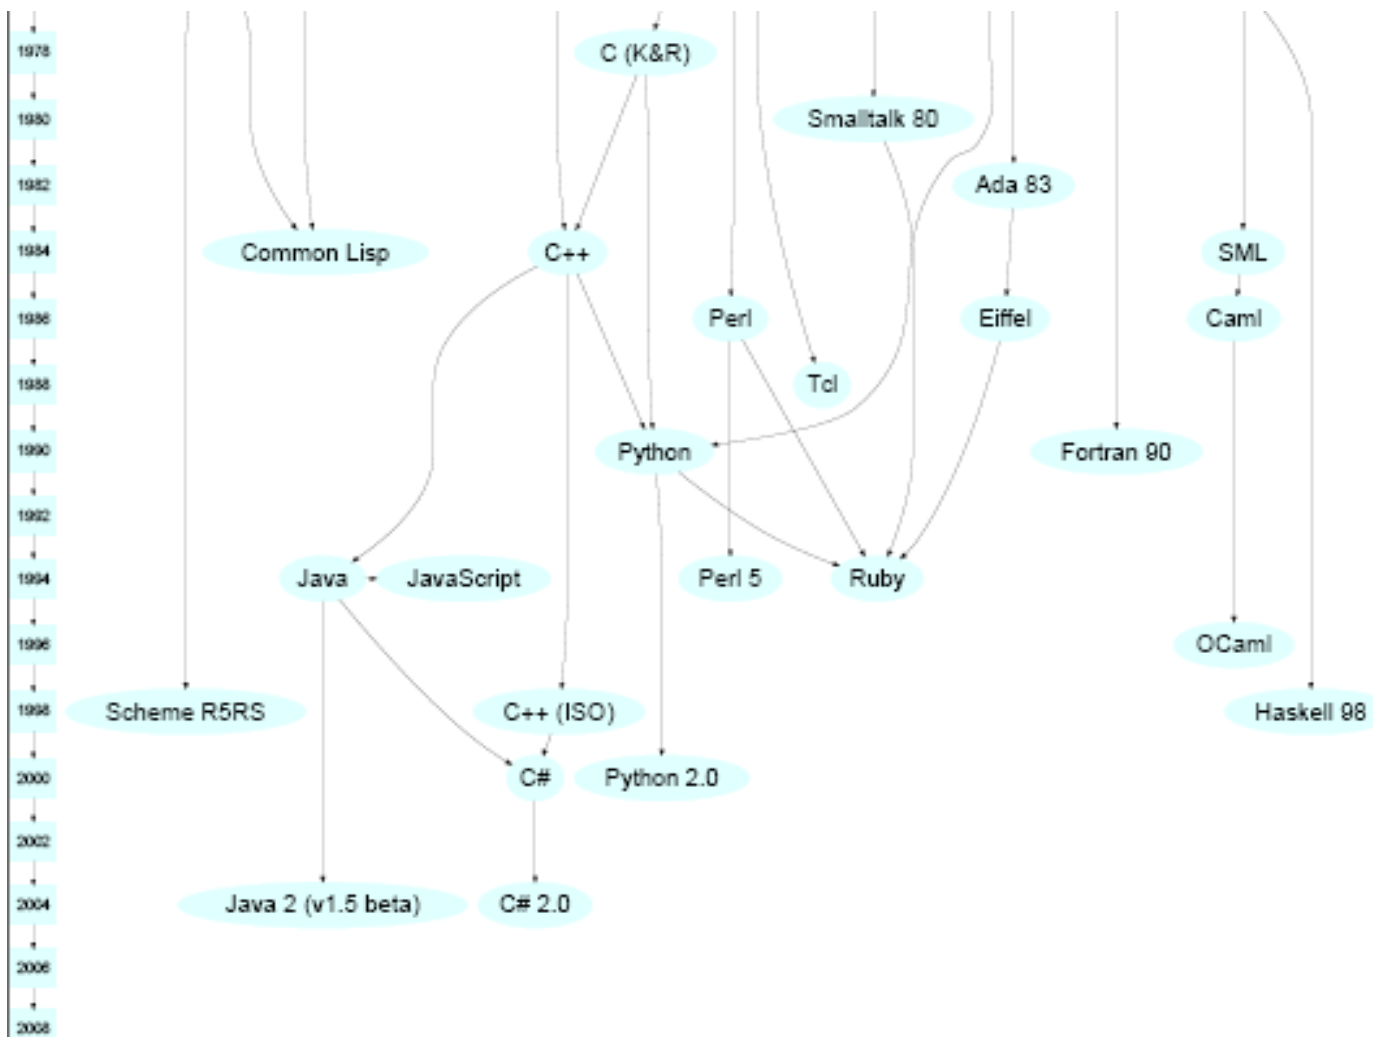 1978
C (K&R)
1980
Smalltalk 80
1982
Ada 83
1984
Common Lisp
C++
SML
1986
Perl
Eiffel
Caml
1988
Tcl
1990
Python
Fortran 90
1992
1994
Java
JavaScript
Perl 5
Ruby
1996
OCaml
1998
Scheme R5RS
C++ (ISO)
Haskell 98
2000
C#
Python 2.0
2002
2004
Java 2 (v1.5 beta)
C# 2.0
2006
2008